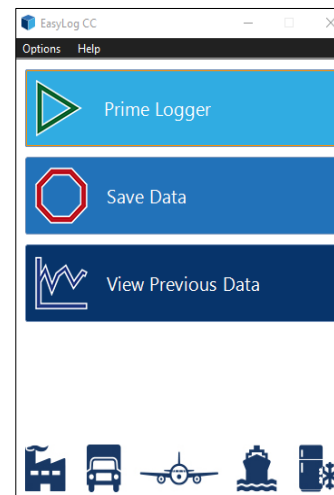 EasyLog CC
Options Help
Prime Logger
Save Data
View Previous Data